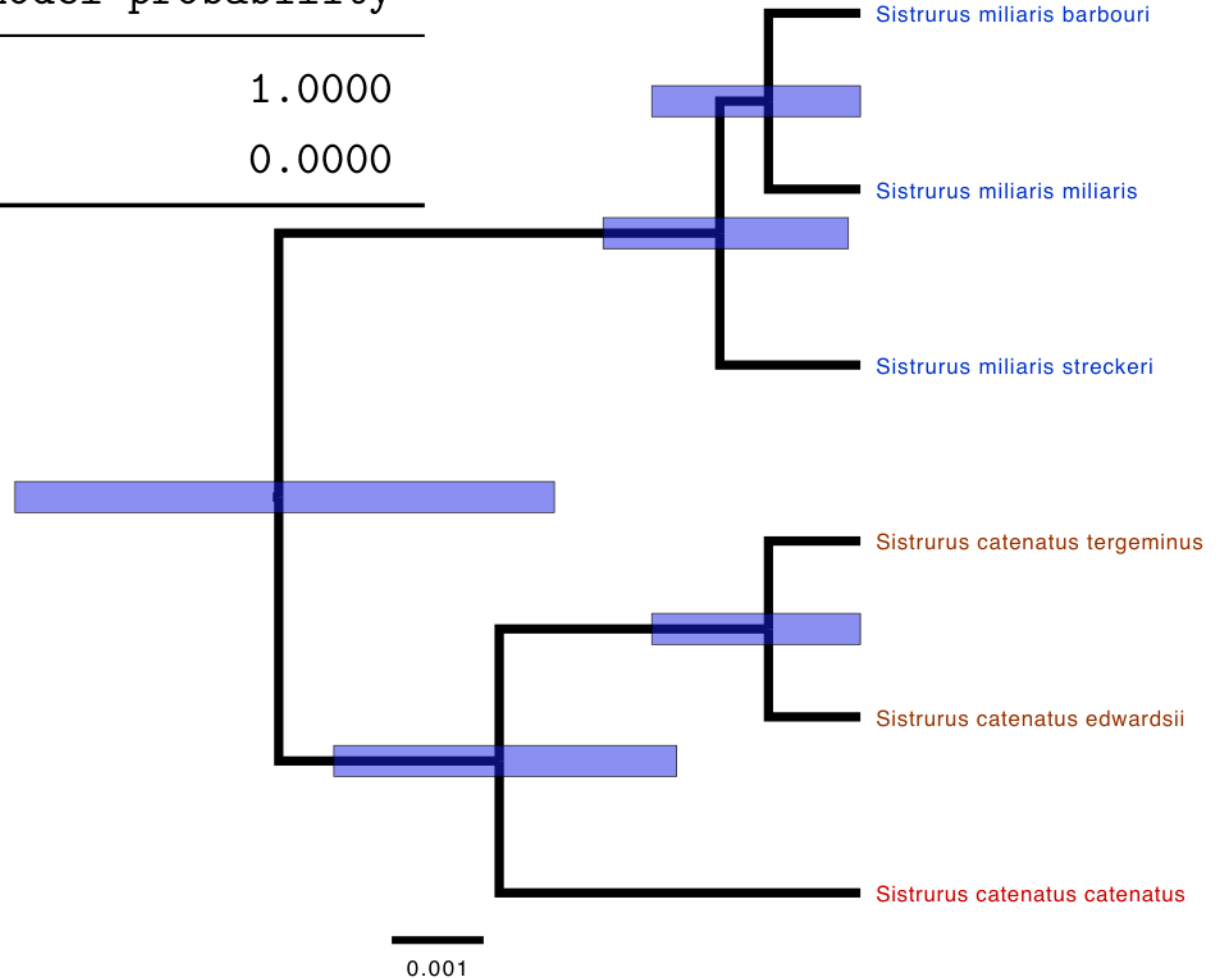 probability
Sistrurus miliaris barbouri
1.0000
0.0000
Sistrurus miliaris miliaris
Sistrurus miliaris streckeri
Sistrurus catenatus tergeminus
Sistrurus catenatus edwardsii
Sistrurus catenatus catenatus
0.001